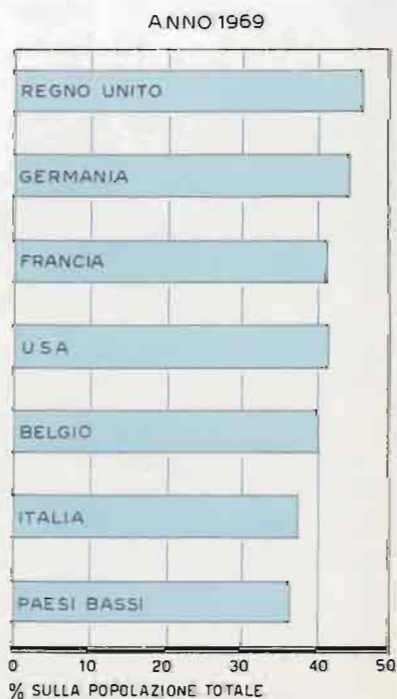 ANNO 1969
REGNO UNITO
GERMANIA
FRANCIA
USA
BELGIO
ITALIA
PAESI BASSI
0 10 20 30 40 50
% SULLA POPOLAZIONE TOTALE